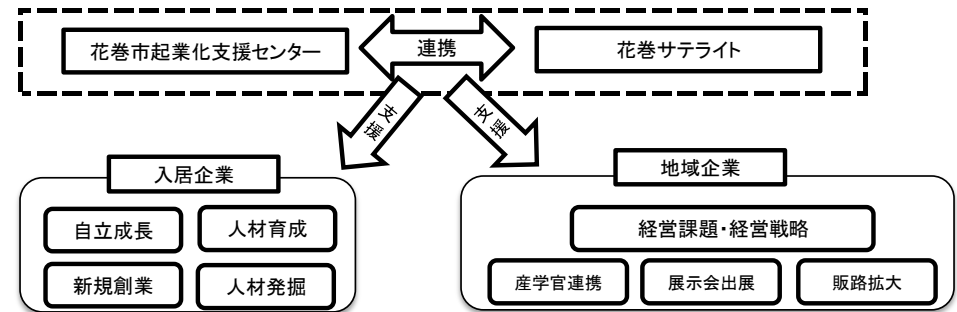 花巻市起業化支援センター
連携
花巻サテライト
支援
支援
入居企業
自立成長
人材育成
新規創業
人材発掘
地域企業
経営課題・経営戦略
産学官連携
展示会出展
販路拡大